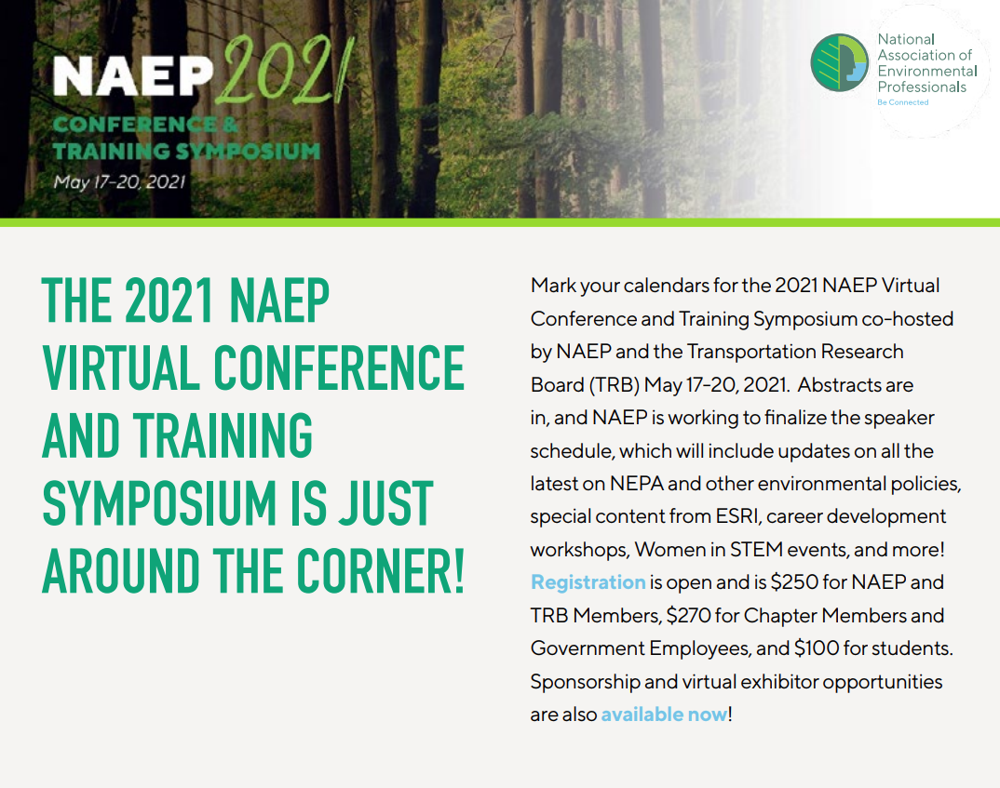 NAEP 2021
CONFERENCE &
TRAINING SYMPOSIUM
May 17-20, 2021
National
Association of
Environmental
Professionals
Be Connected
THE 2021 NAEP
VIRTUAL CONFERENCE
AND TRAINING
SYMPOSIUM IS JUST
AROUND THE CORNER!
Mark your calendars for the 2021 NAEP Virtual
Conference and Training Symposium co-hosted
by NAEP and the Transportation Research
Board (TRB) May 17-20, 2021. Abstracts are
in, and NAEP is working to finalize the speaker
schedule, which will include updates on all the
latest on NEPA and other environmental policies,
special content from ESRI, career development
workshops, Women in STEM events, and more!
Registration is open and is $250 for NAEP and
TRB Members, $270 for Chapter Members and
Government Employees, and $100 for students.
Sponsorship and virtual exhibitor opportunities
are also available now!